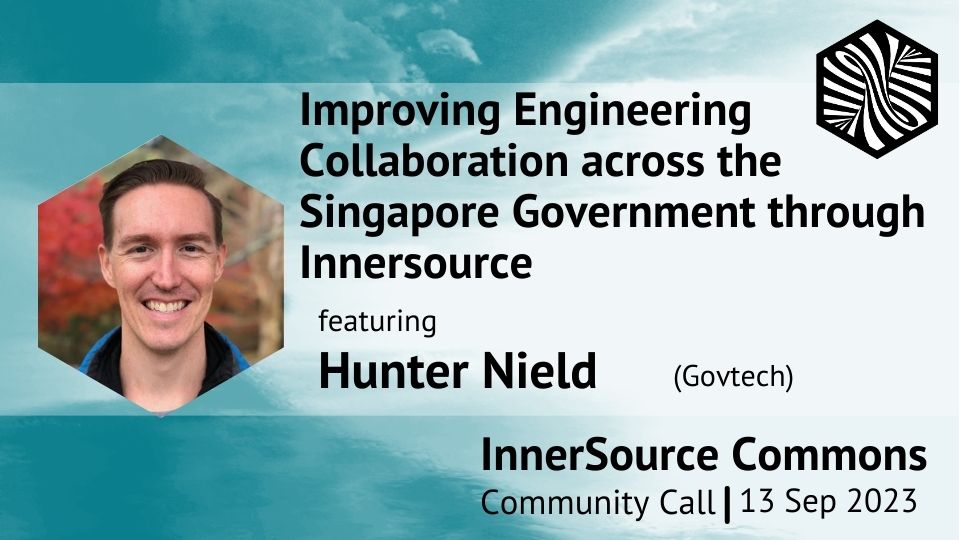 Improving Engineering
Collaboration across the
Singapore Government through
Innersource
featuring
Hunter Nield (Govtech)
InnerSource Commons
Community Call | 13 Sep 2023